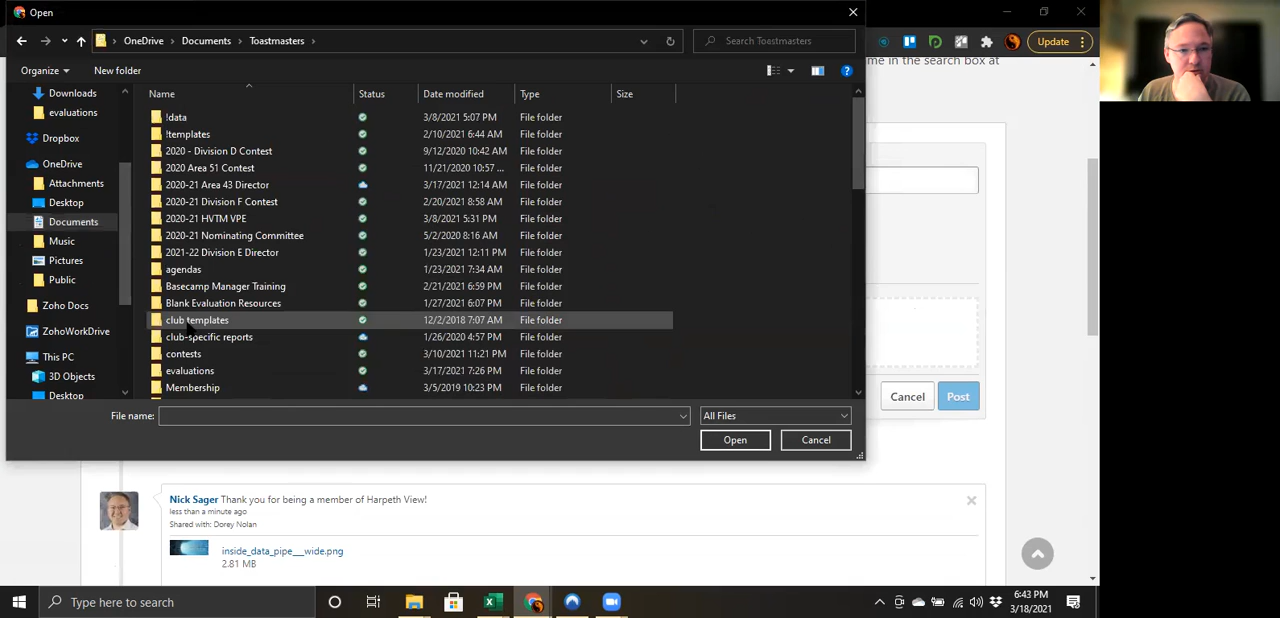 Open
OneDrive > Documents > Toastmasters >
Search Toastmasters
Update
me in the search box at
Organize
New folder
Downloads
evaluations
Dropbox
OneDrive
Attachments
Desktop
Documents
Music
Pictures
Public
Zoho Docs
ZohoWorkDrive
This PC
3D Objects
Desktop
Name Status Date modified Type Size
!data 3/8/2021 5:07 PM File folder
!templates 2/10/2021 6:44 AM File folder
2020 - Division D Contest 9/12/2020 10:42 AM File folder
2020 Area 51 Contest 11/21/2020 10:57 ... File folder
2020-21 Area 43 Director 3/17/2021 12:14 AM File folder
2020-21 Division F Contest 2/20/2021 8:58 AM File folder
2020-21 HVTM VPE 3/8/2021 5:31 PM File folder
2020-21 Nominating Committee 5/2/2020 8:16 AM File folder
2021-22 Division E Director 1/23/2021 12:11 PM File folder
agendas 1/23/2021 7:34 AM File folder
Basecamp Manager Training 2/21/2021 6:59 PM File folder
Blank Evaluation Resources 1/27/2021 6:07 PM File folder
club templates 12/2/2018 7:07 AM File folder
club-specific reports 1/26/2020 4:57 PM File folder
contests 3/10/2021 11:21 PM File folder
evaluations 3/17/2021 7:26 PM File folder
Membership 3/5/2019 10:23 PM File folder
File name:
All Files
Open
Cancel
Cancel
Post
Nick Sager Thank you for being a member of Harpeth View!
less than a minute ago
Shared with: Dorey Nolan
inside_data_pipe___wide.png
2.81 MB
Type here to search
6:43 PM
3/18/2021